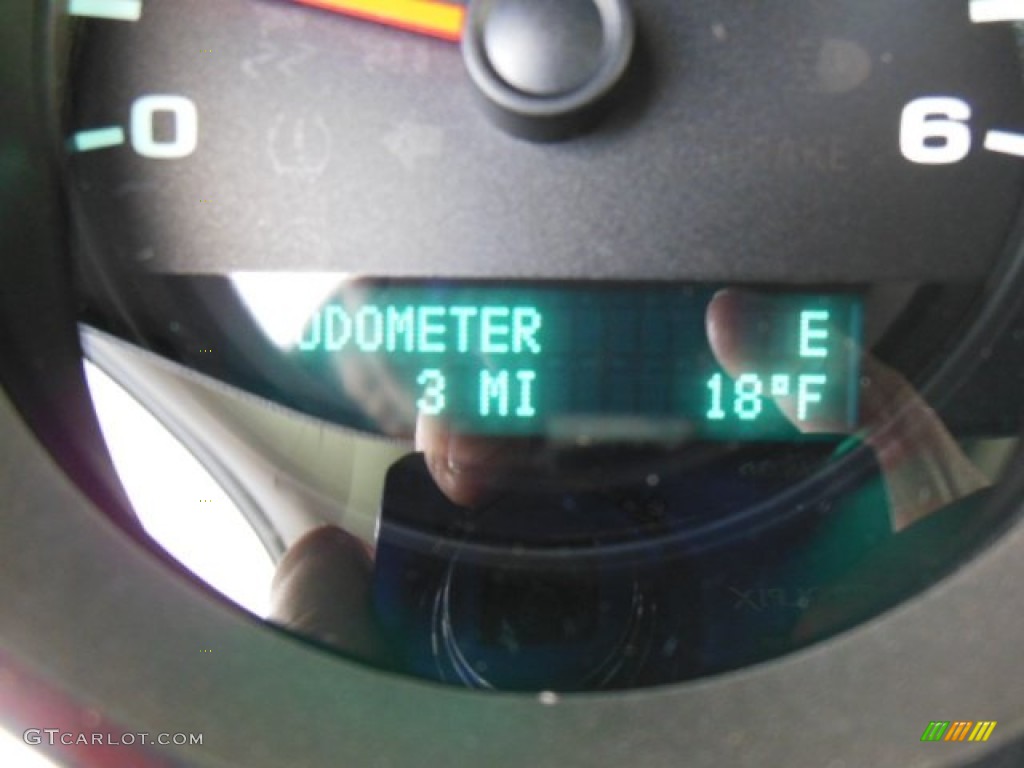 0 6
ODOMETER E
3 MI 18°F
GTCARLOT.COM